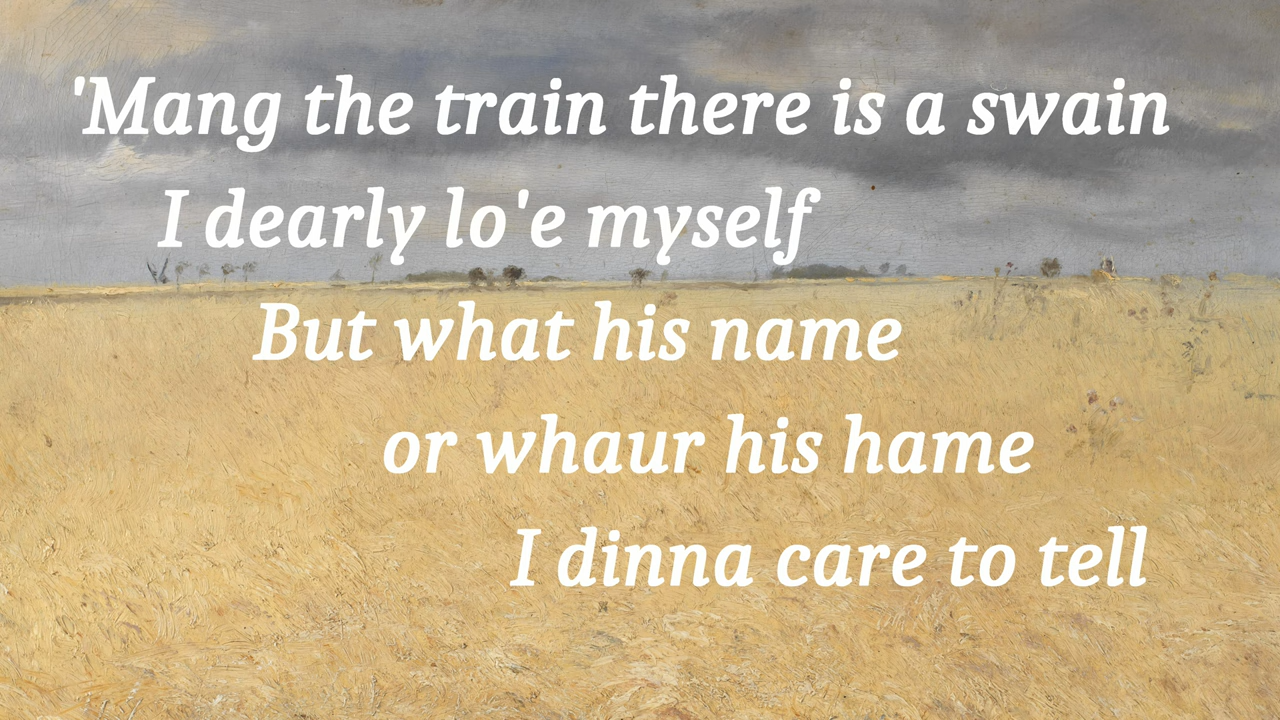 'Mang the train there is a swain
I dearly lo'e myself
But what his name
or whaur his hame
I dinna care to tell